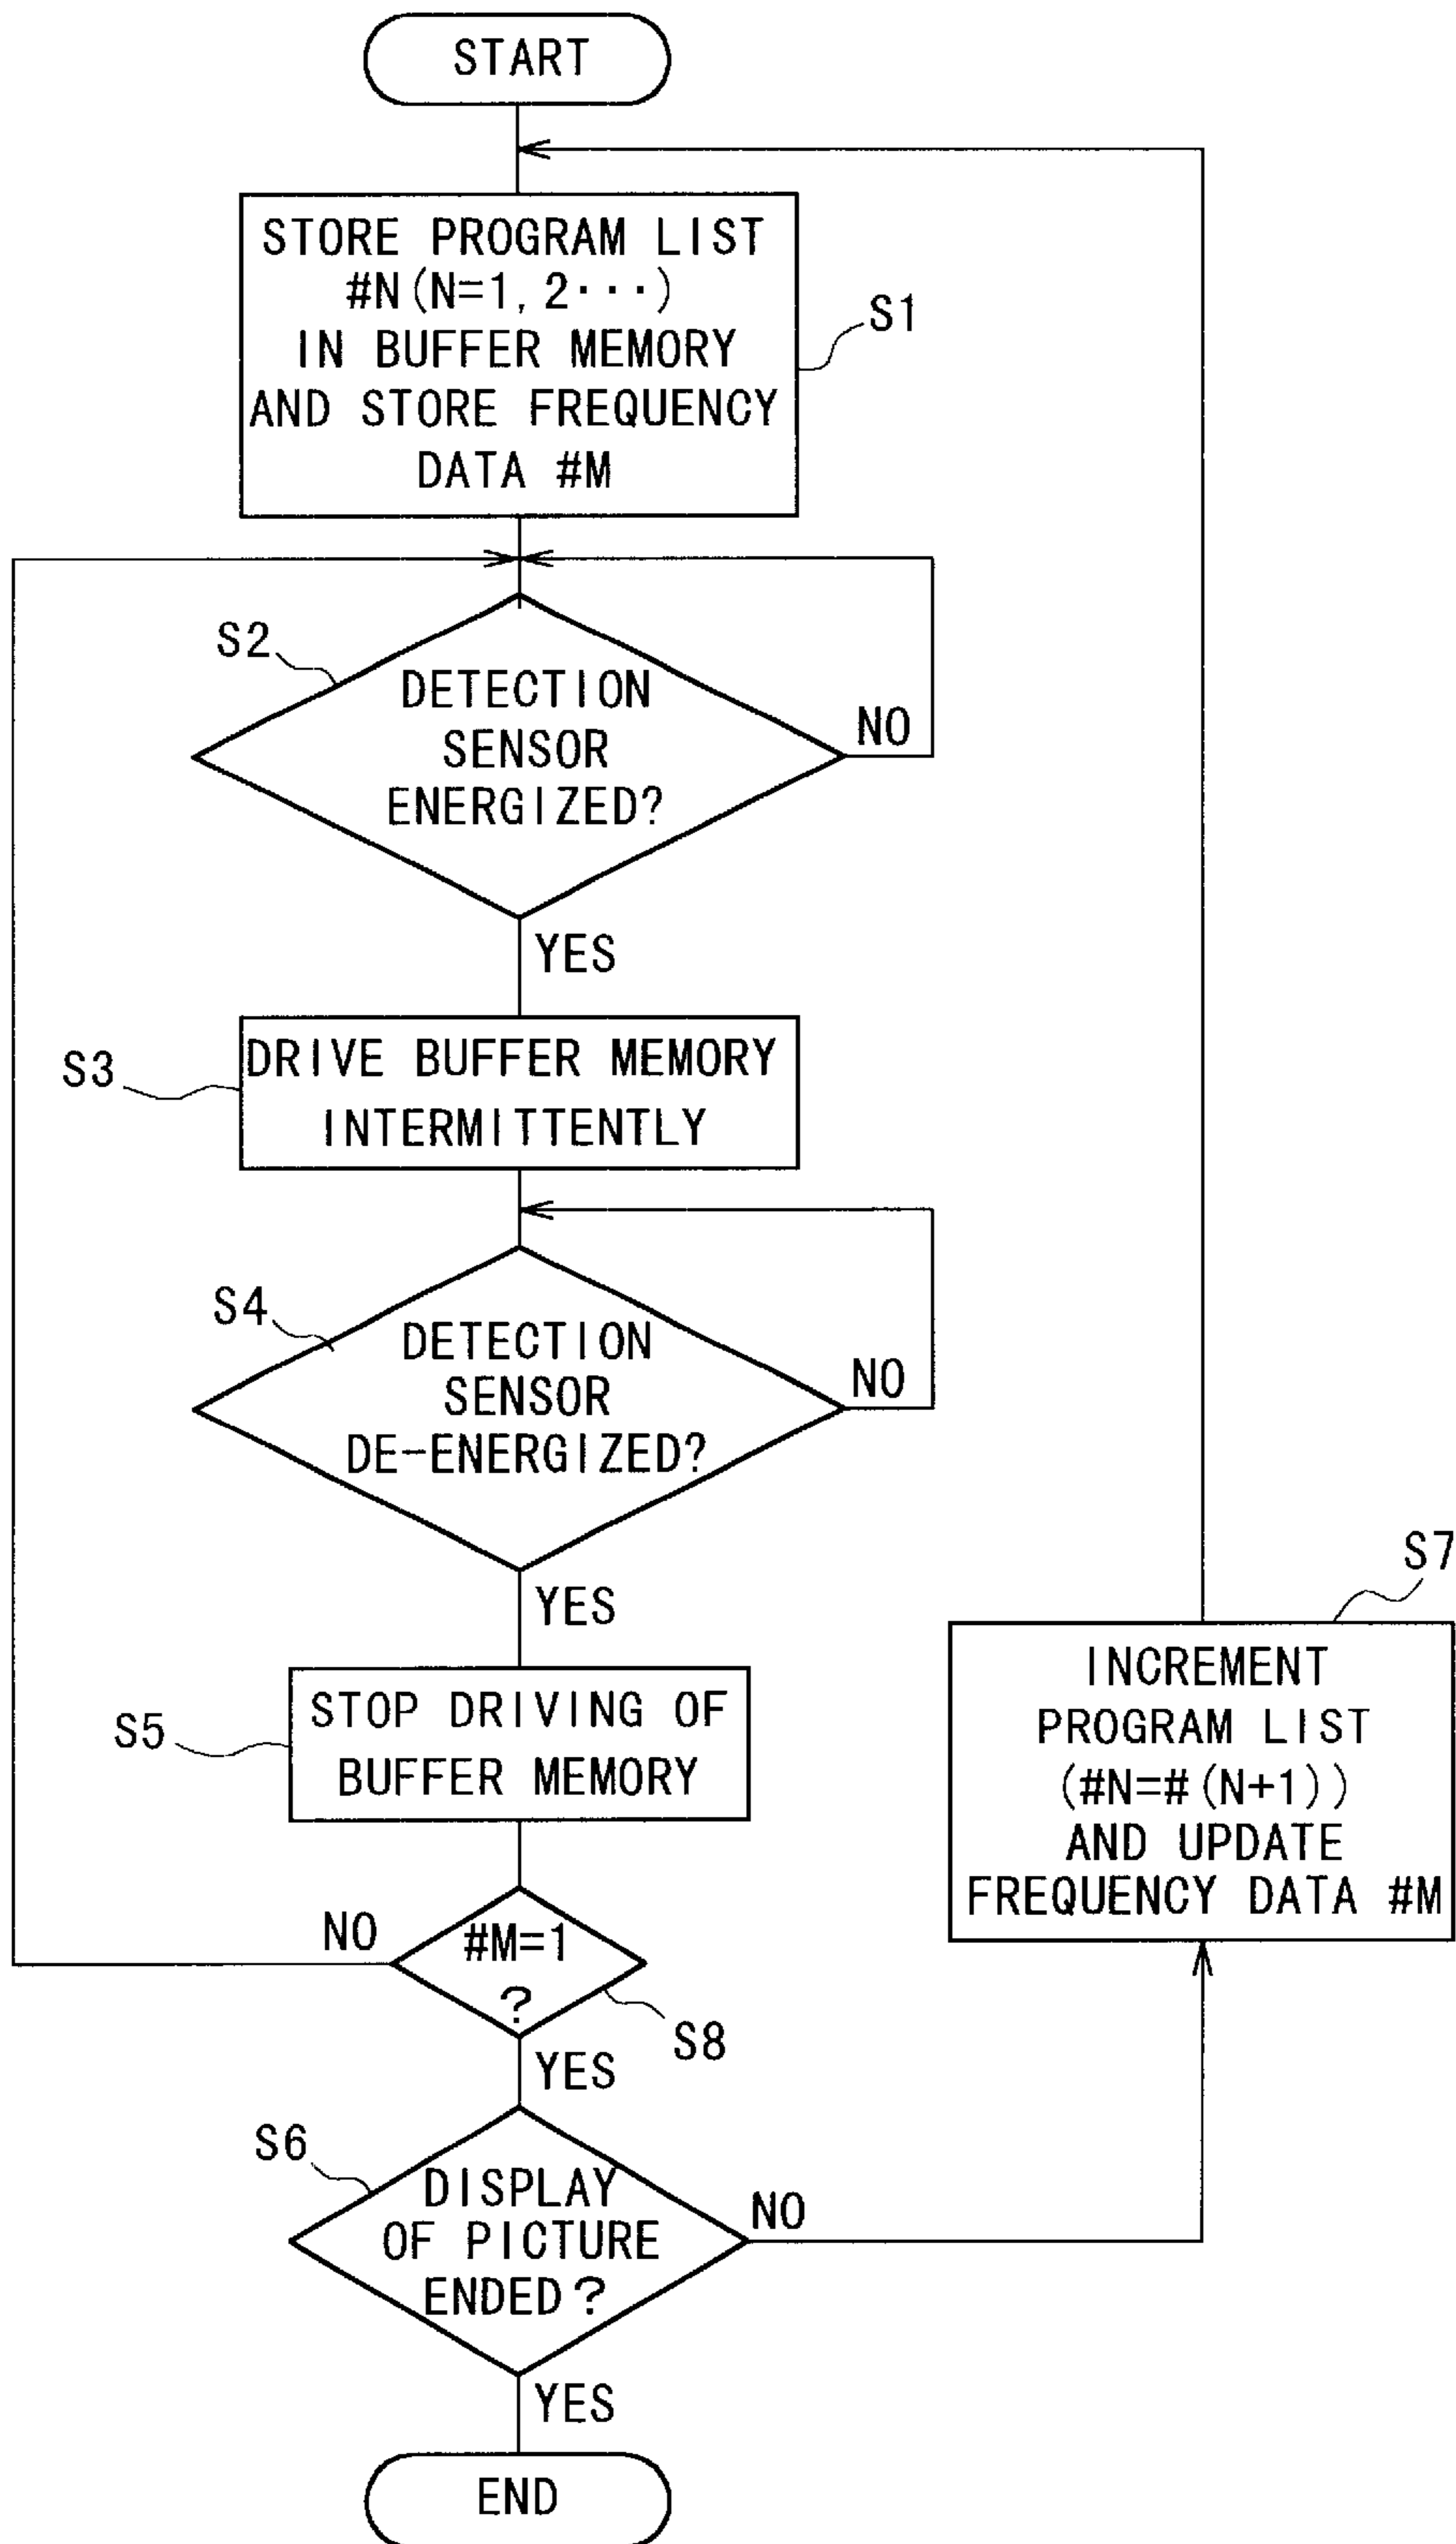 START
STORE PROGRAM LIST
#N(N=1, 2···)
IN BUFFER MEMORY
AND STORE FREQUENCY
DATA #M
S1
S2
DETECTION
SENSOR
ENERGIZED?
NO
YES
S3
DRIVE BUFFER MEMORY
INTERMITTENTLY
S4
DETECTION
SENSOR
DE-ENERGIZED?
NO
YES
S5
STOP DRIVING OF
BUFFER MEMORY
S7
INCREMENT
PROGRAM LIST
(#N=#(N+1))
AND UPDATE
FREQUENCY DATA #M
NO
#M=1
?
S8
YES
S6
DISPLAY
OF PICTURE
ENDED?
NO
YES
END